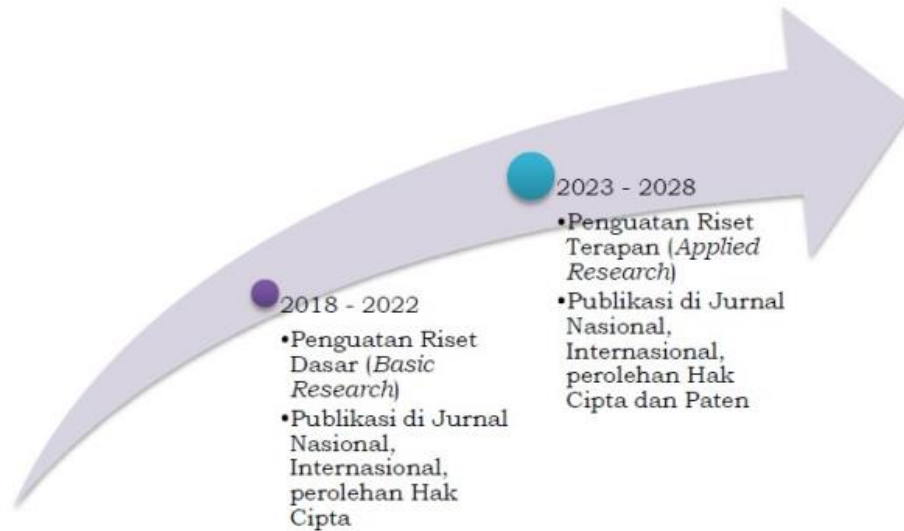 2018 - 2022
•Penguatan Riset
Dasar (Basic
Research)
•Publikasi di Jurnal
Nasional,
Internasional,
perolehan Hak
Cipta
2023 - 2028
•Penguatan Riset
Terapan (Applied
Research)
•Publikasi di Jurnal
Nasional,
Internasional,
perolehan Hak
Cipta dan Paten